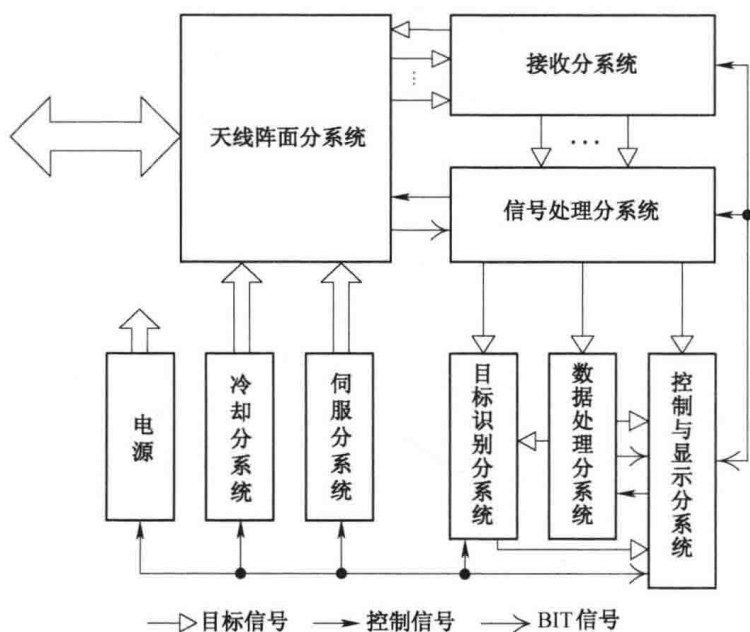 接收分系统
天线阵面分系统
信号处理分系统
电源
冷却分系统
伺服分系统
目标识别分系统
数据处理分系统
控制与显示分系统
目标信号
控制信号
BIT信号